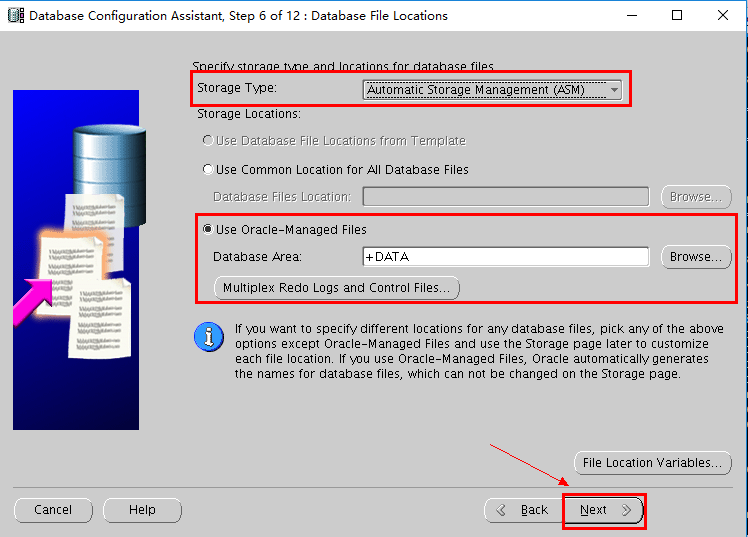 Database Configuration Assistant, Step 6 of 12 : Database File Locations
Specify storage type and locations for database files.
Storage Type: Automatic Storage Management (ASM)
Storage Locations:
Use Database File Locations from Template
Use Common Location for All Database Files
Database Files Location: Browse...
Use Oracle-Managed Files
Database Area: +DATA Browse...
Multiplex Redo Logs and Control Files...
If you want to specify different locations for any database files, pick any of the above
options except Oracle-Managed Files and use the Storage page later to customize
each file location. If you use Oracle-Managed Files, Oracle automatically generates
the names for database files, which can not be changed on the Storage page.
File Location Variables...
Cancel Help Back Next